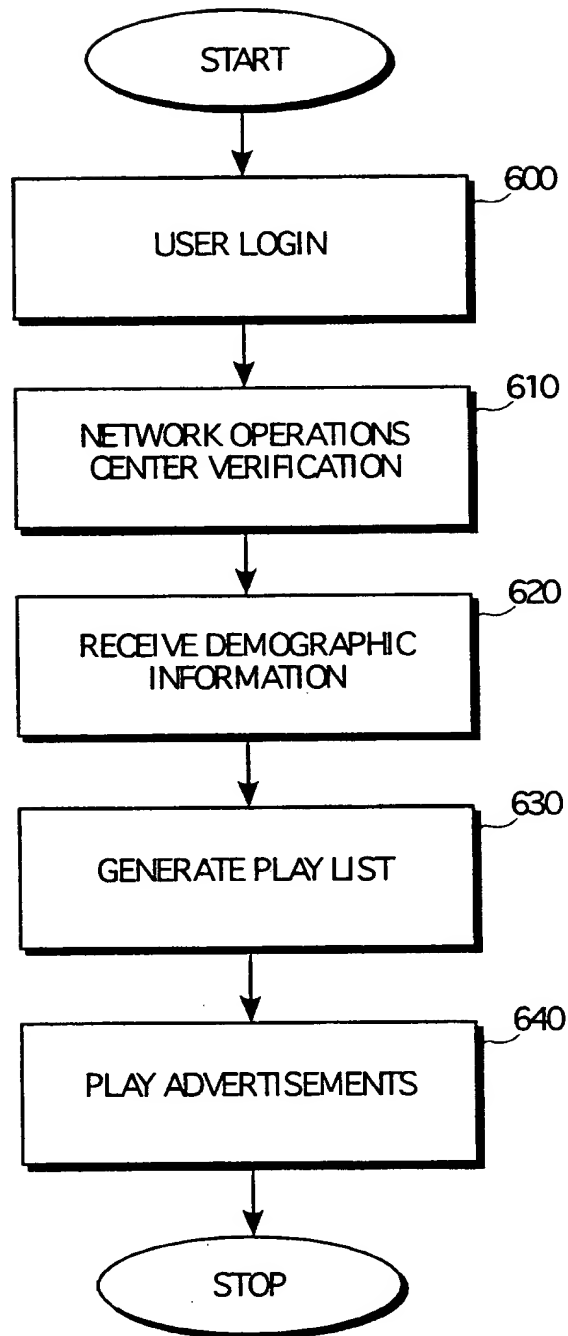 START
600
USER LOGIN
610
NETWORK OPERATIONS
CENTER VERIFICATION
620
RECEIVE DEMOGRAPHIC
INFORMATION
630
GENERATE PLAY LIST
640
PLAY ADVERTISEMENTS
STOP